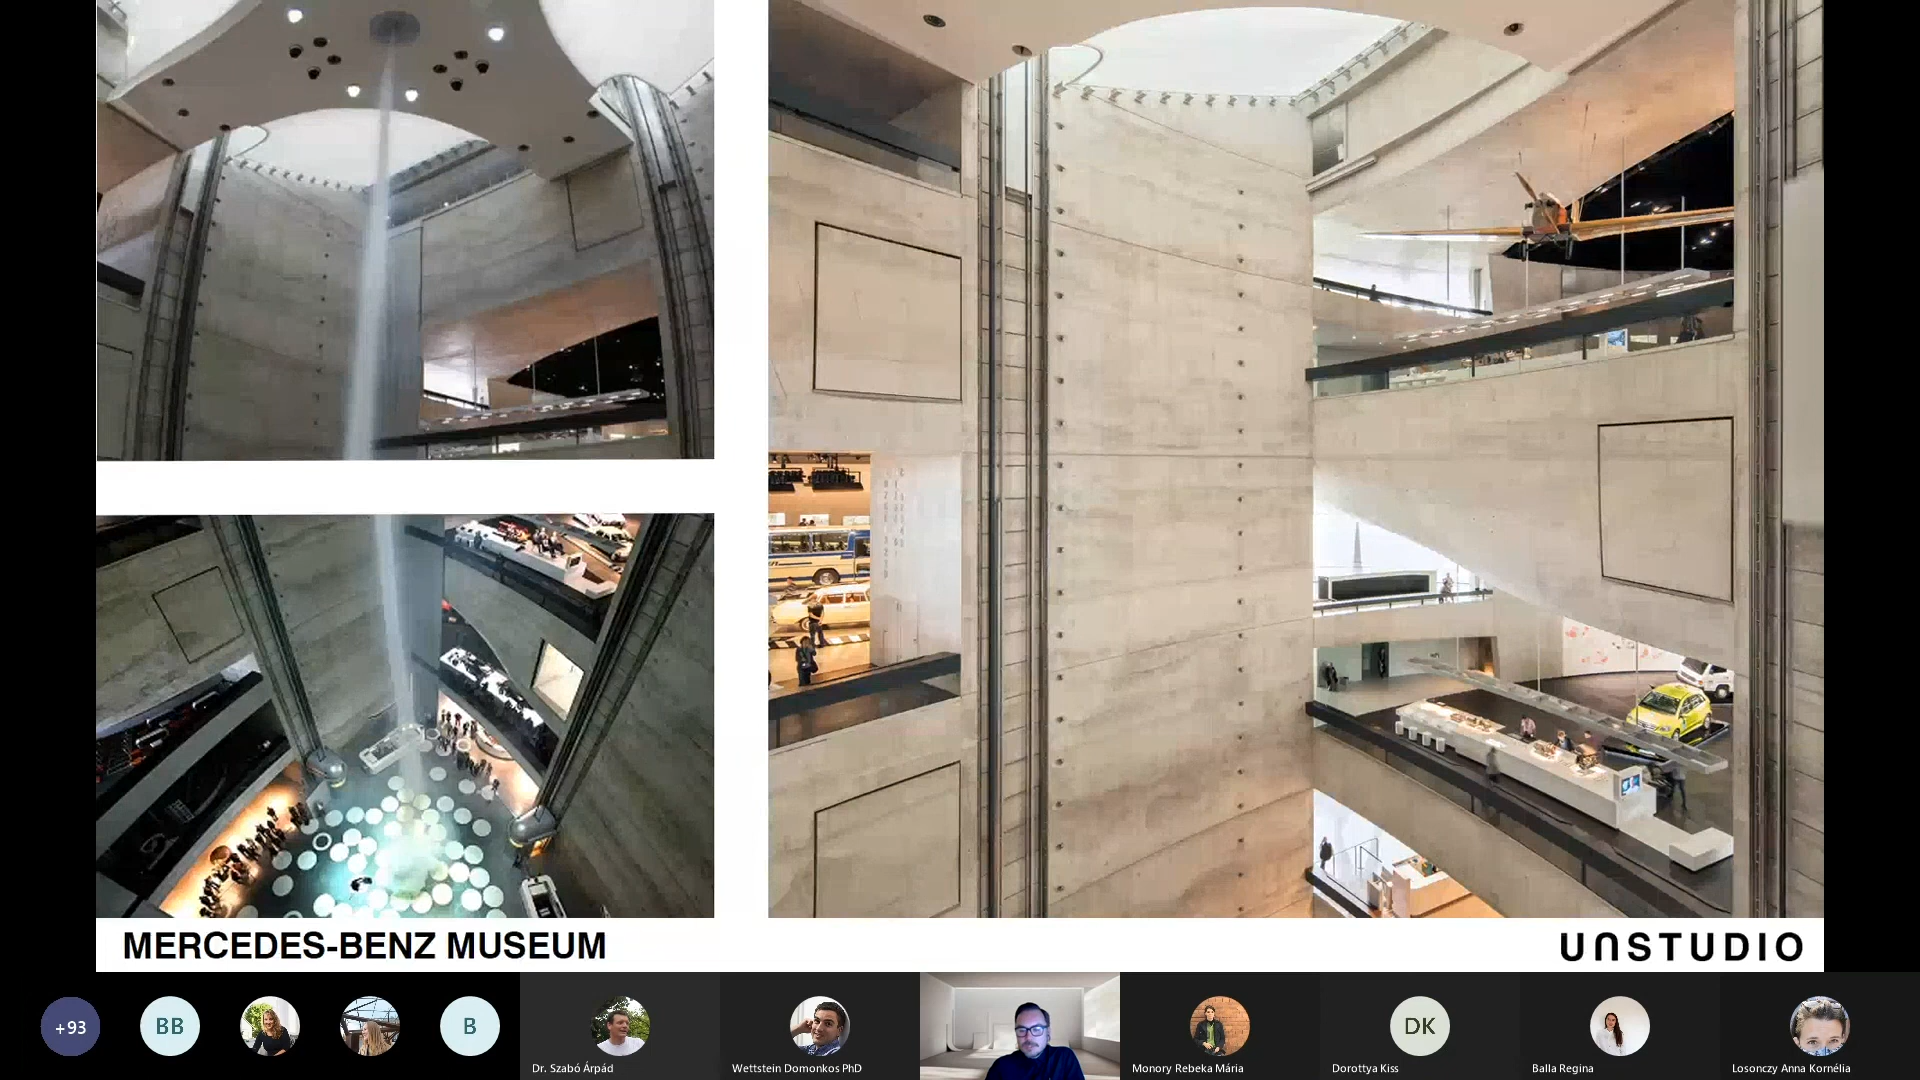 MERCEDES-BENZ MUSEUM
UNSTUDIO
+93
BB
B
Dr. Szabó Árpád
Wettstein Domonkos PhD
Monory Rebeka Mária
DK
Dorottya Kiss
Balla Regina
Losonczy Anna Kornélia